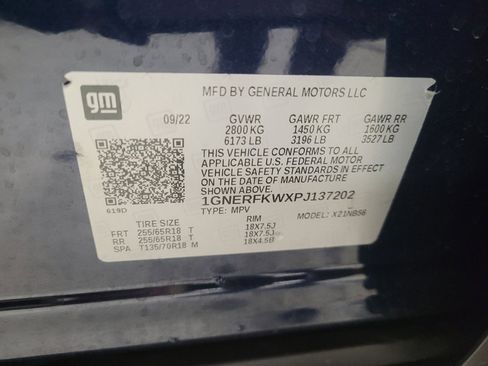 gm
MFD BY GENERAL MOTORS LLC
09/22 GVWR GAWR FRT GAWR RR
2800 KG 1450 KG 1600 KG
6173 LB 3196 LB 3527 LB
THIS VEHICLE CONFORMS TO ALL
APPLICABLE U.S. FEDERAL MOTOR
VEHICLE SAFETY STANDARDS IN EFFECT
ON THE DATE OF MANUFACTURE
SHOWN ABOVE.
1GNERFKWXPJ137202
619D TYPE: MPV MODEL: X21NB56
TIRE SIZE RIM
FRT 255/65R18 T 18X7.5J
RR 255/65R18 T 18X7.5J
SPA T135/70R18 M 18X4.5B